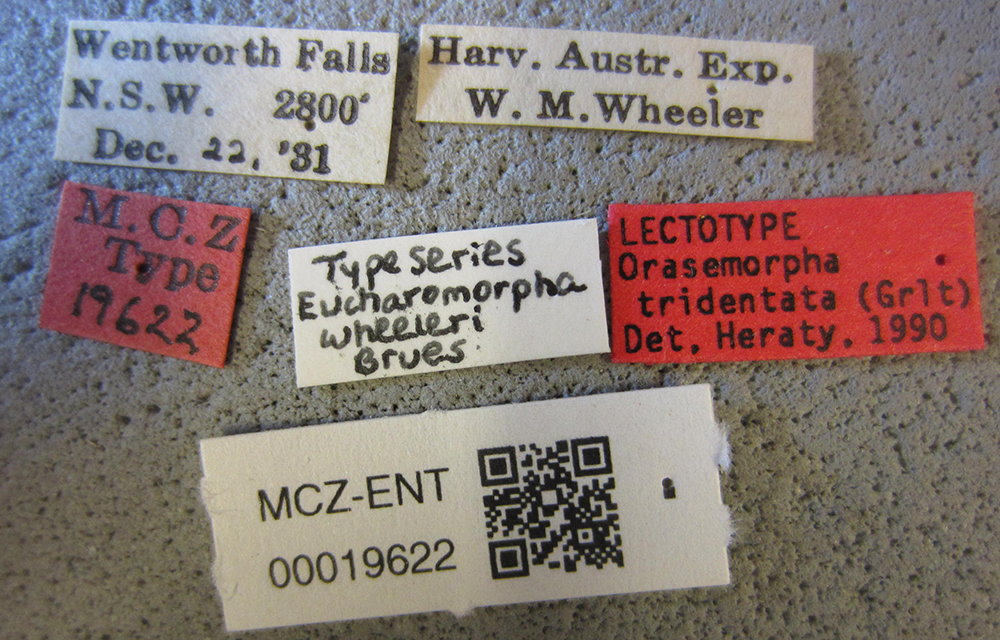 Wentworth Falls
N.S.W. 2800'
Dec. 22, '31
Harv. Austr. Exp.
W. M. Wheeler
M.C.Z
Type
19622
Type series
Eucharomorpha
wheeleri
Brues
LECTOTYPE
Orasemorpha
tridentata (Grlt)
Det. Heraty. 1990
MCZ-ENT
00019622